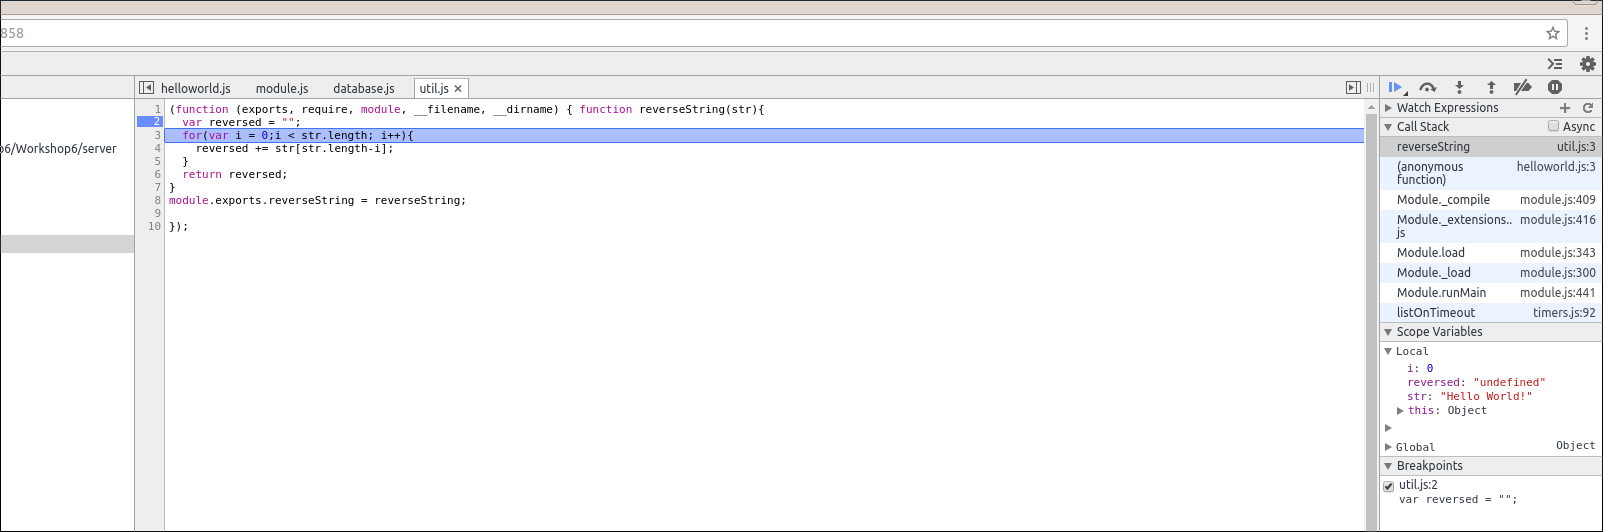 858
helloworld.js module.js database.js util.js ×
6/Workshop6/server
1 (function (exports, require, module, __filename, __dirname) { function reverseString(str){
2 var reversed = "";
3 for(var i = 0;i < str.length; i++){
4 reversed += str[str.length-i];
5 }
6 return reversed;
7 }
8 module.exports.reverseString = reverseString;
9
10 });
Watch Expressions
Call Stack Async
reverseString util.js:3
(anonymous function) helloworld.js:3
Module._compile module.js:409
Module._extensions..js module.js:416
Module.load module.js:343
Module._load module.js:300
Module.runMain module.js:441
listOnTimeout timers.js:92
Scope Variables
Local
i: 0
reversed: "undefined"
str: "Hello World!"
this: Object
Global Object
Breakpoints
util.js:2
var reversed = "";